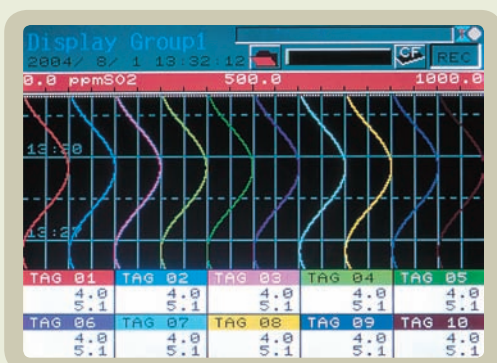 Display Group1
2004/ 8/ 1 13:32:12 CF REC
0.0 ppmSO2 500.0 1000.0
13:20
13:27
TAG 01 TAG 02 TAG 03 TAG 04 TAG 05
4.0 4.0 4.0 4.0 4.0
5.1 5.1 5.1 5.1 5.1
TAG 06 TAG 07 TAG 08 TAG 09 TAG 10
4.0 4.0 4.0 4.0 4.0
5.1 5.1 5.1 5.1 5.1